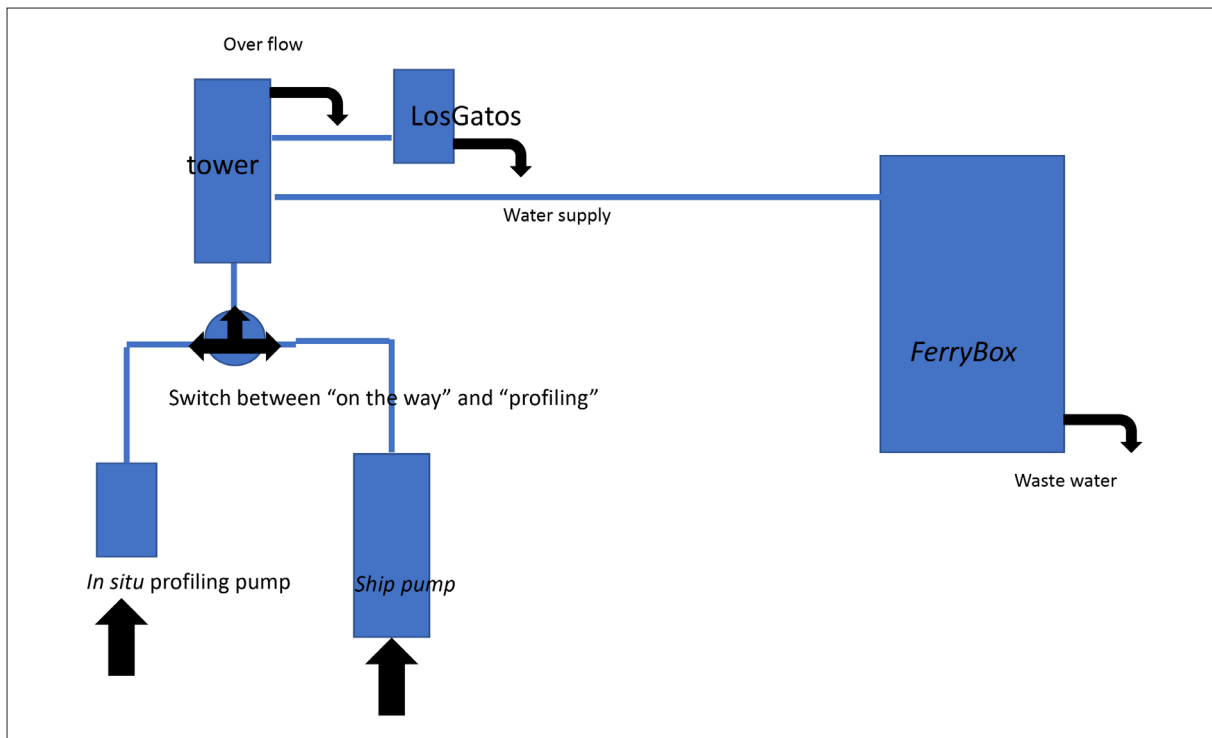 Over flow
LosGatos
tower
Water supply
FerryBox
Switch between “on the way” and “profiling”
Waste water
In situ profiling pump
Ship pump